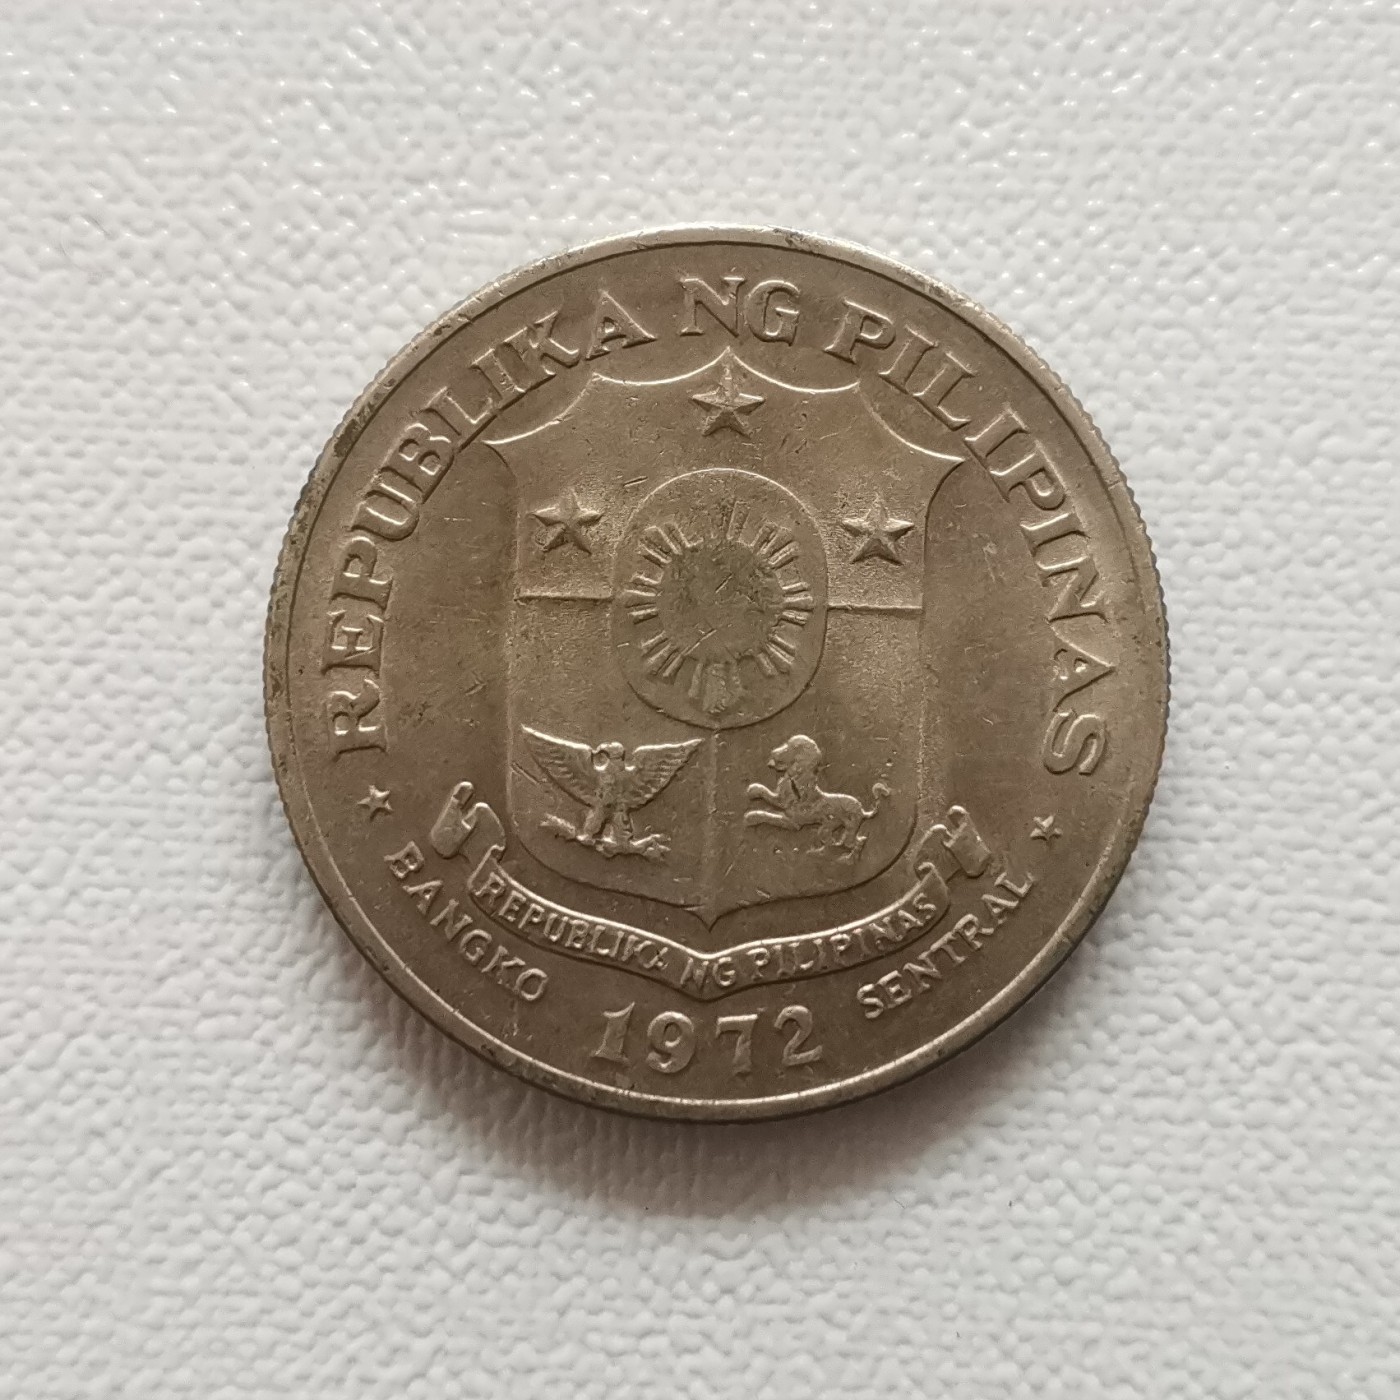 REPUBLIKA NG PILIPINAS
REPUBLIKA NG PILIPINAS
BANGKO SENTRAL
1972